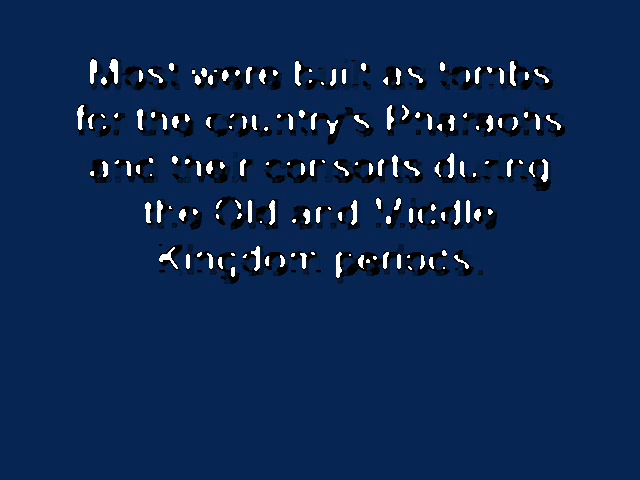 Most were built as tombs
for the country's Pharaohs
and their consorts during
the Old and Middle
Kingdom periods.